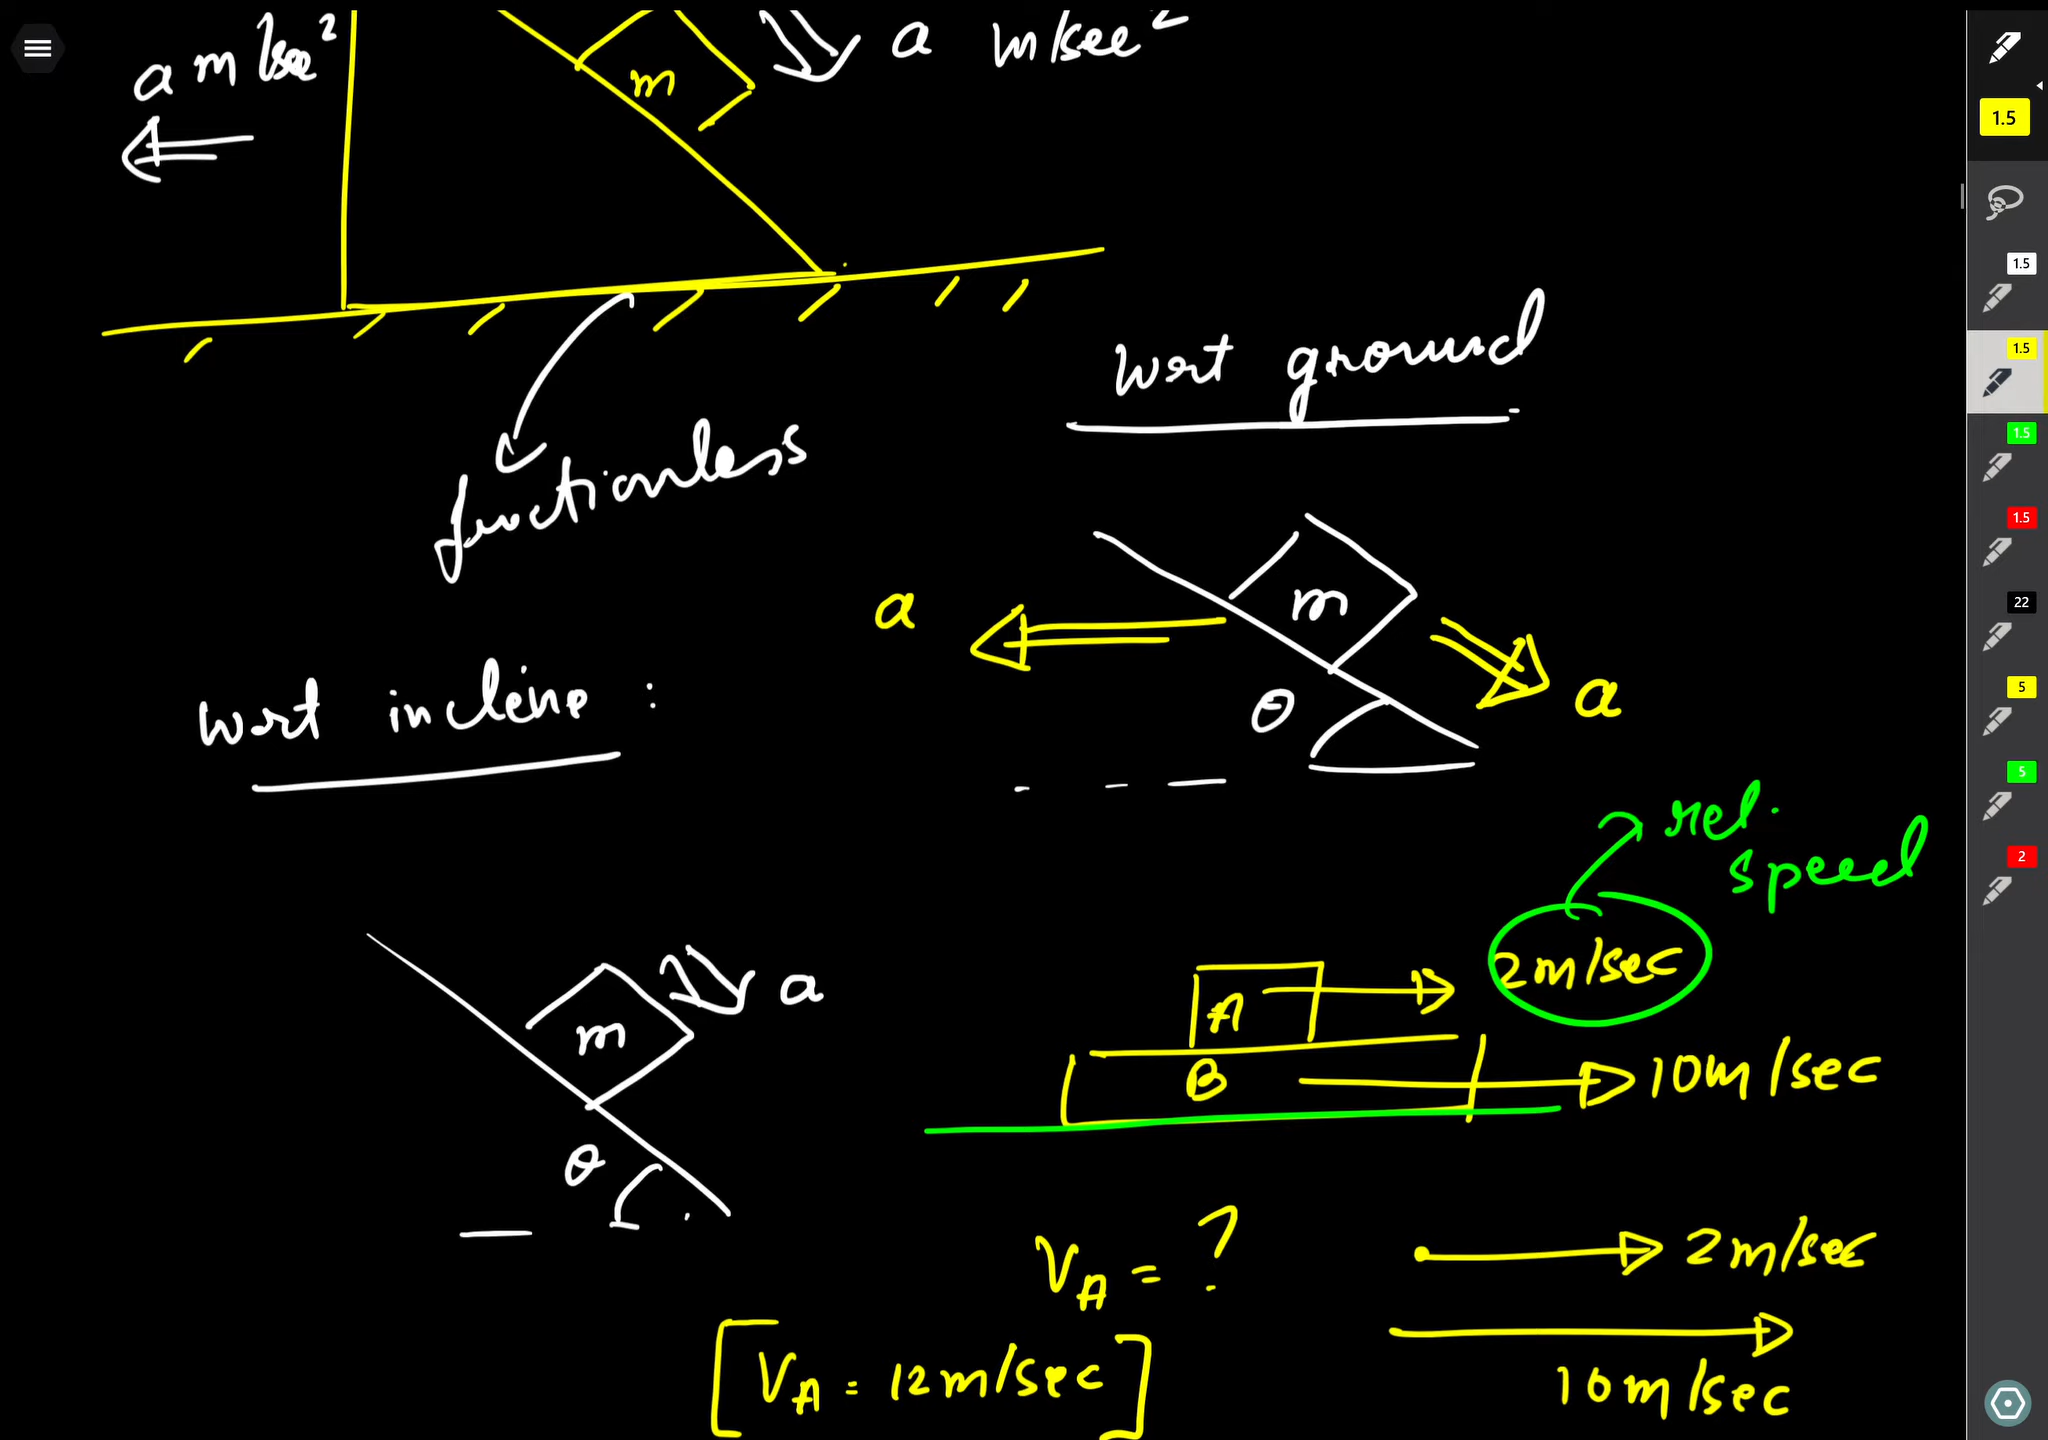 a m/sec²
m
a m/sec²
wrt ground
frictionless
m
a
a
θ
wrt incline :
rel.
speed
2m/sec
m
a
A
B
10m/sec
θ
V_A = ?
2m/sec
[V_A = 12m/sec]
10m/sec
1.5
1.5
1.5
1.5
1.5
22
5
5
2